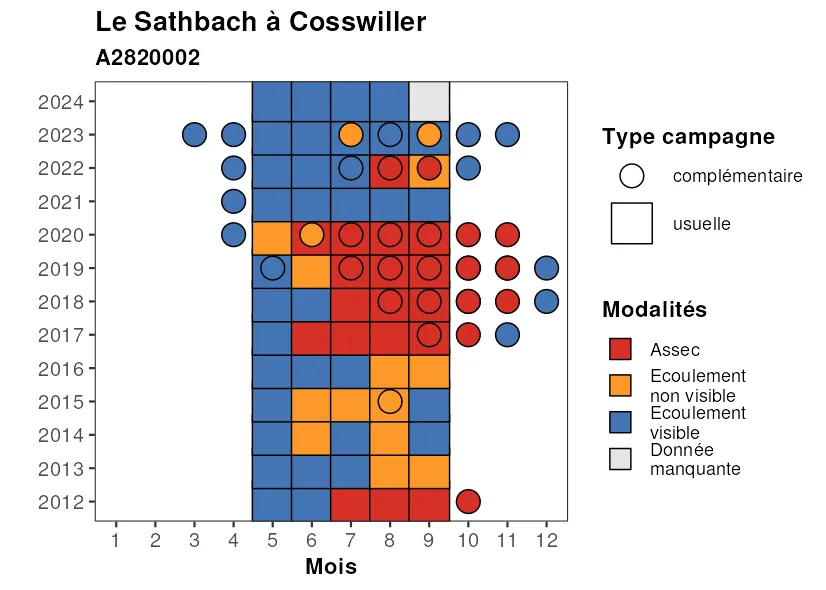 Le Sathbach à Cosswiller
A2820002
2024
2023
2022
2021
2020
2019
2018
2017
2016
2015
2014
2013
2012
1 2 3 4 5 6 7 8 9 10 11 12
Mois
Type campagne
complémentaire
usuelle
Modalités
Assec
Ecoulement
non visible
Ecoulement
visible
Donnée
manquante